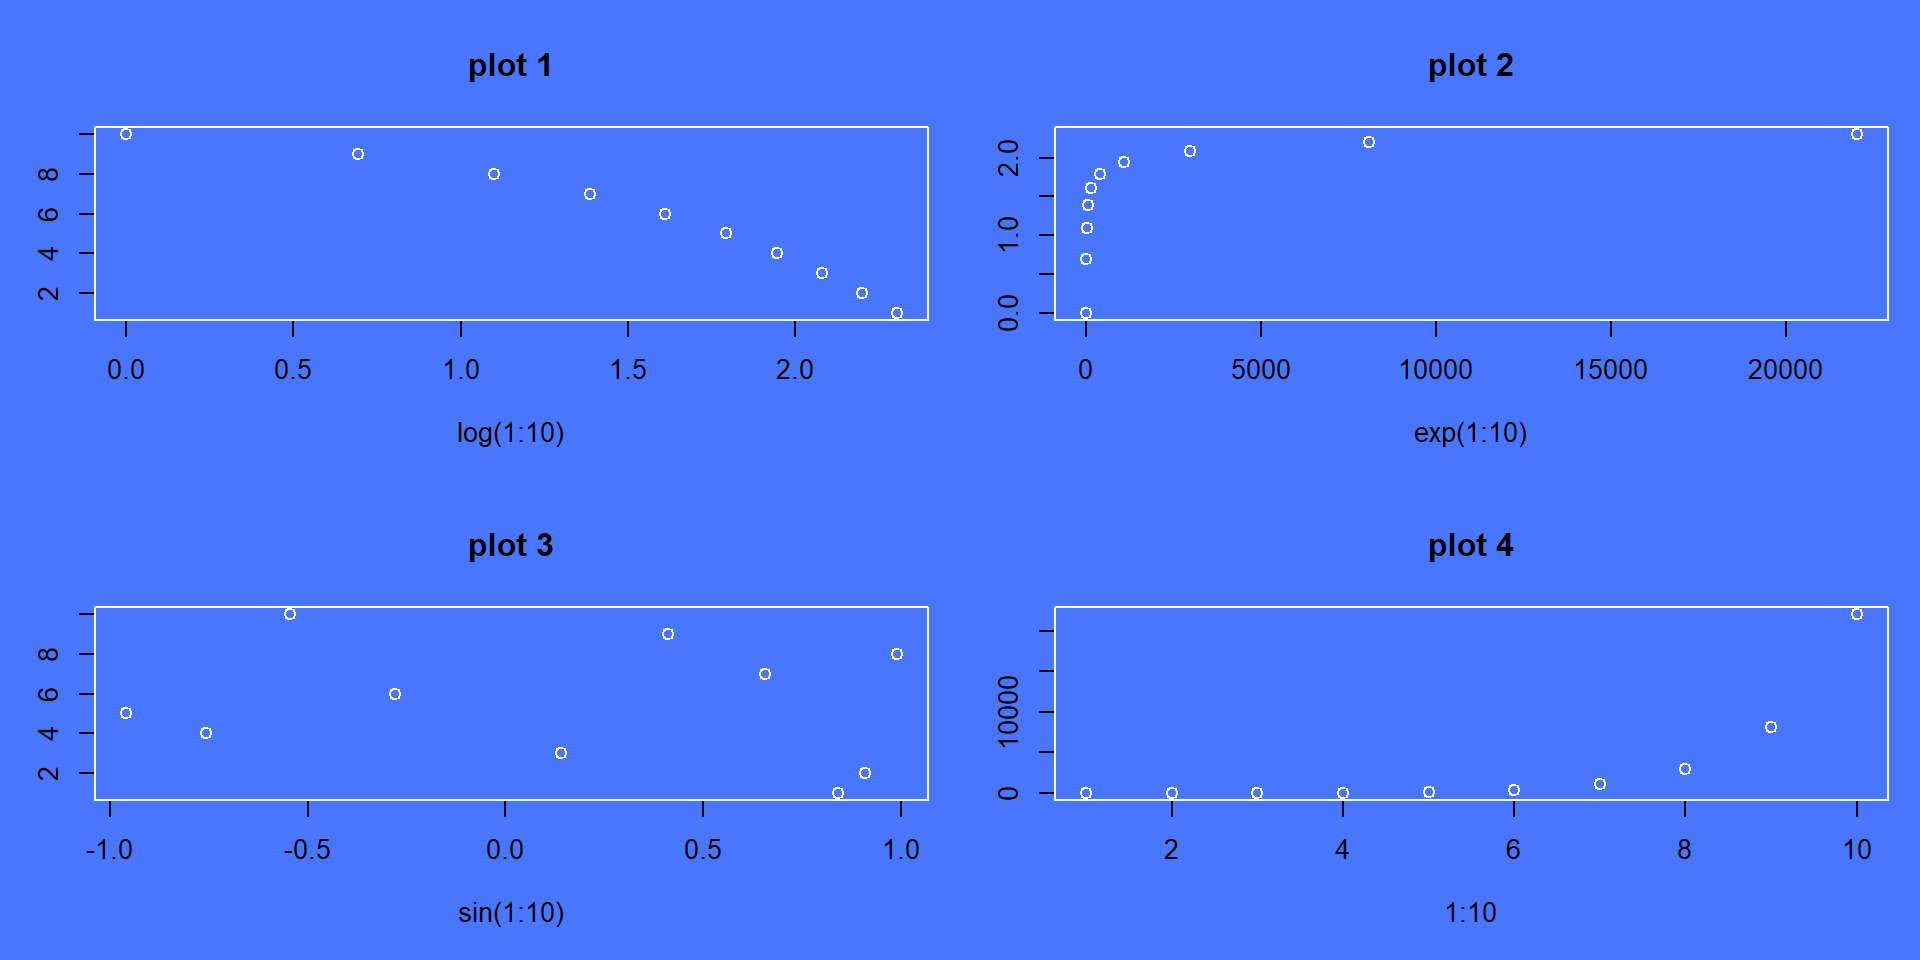 plot 1
8
6
4
2
0.0 0.5 1.0 1.5 2.0
log(1:10)
plot 2
2.0
1.0
0.0
0 5000 10000 15000 20000
exp(1:10)
plot 3
8
6
4
2
-1.0 -0.5 0.0 0.5 1.0
sin(1:10)
plot 4
10000
0
2 4 6 8 10
1:10